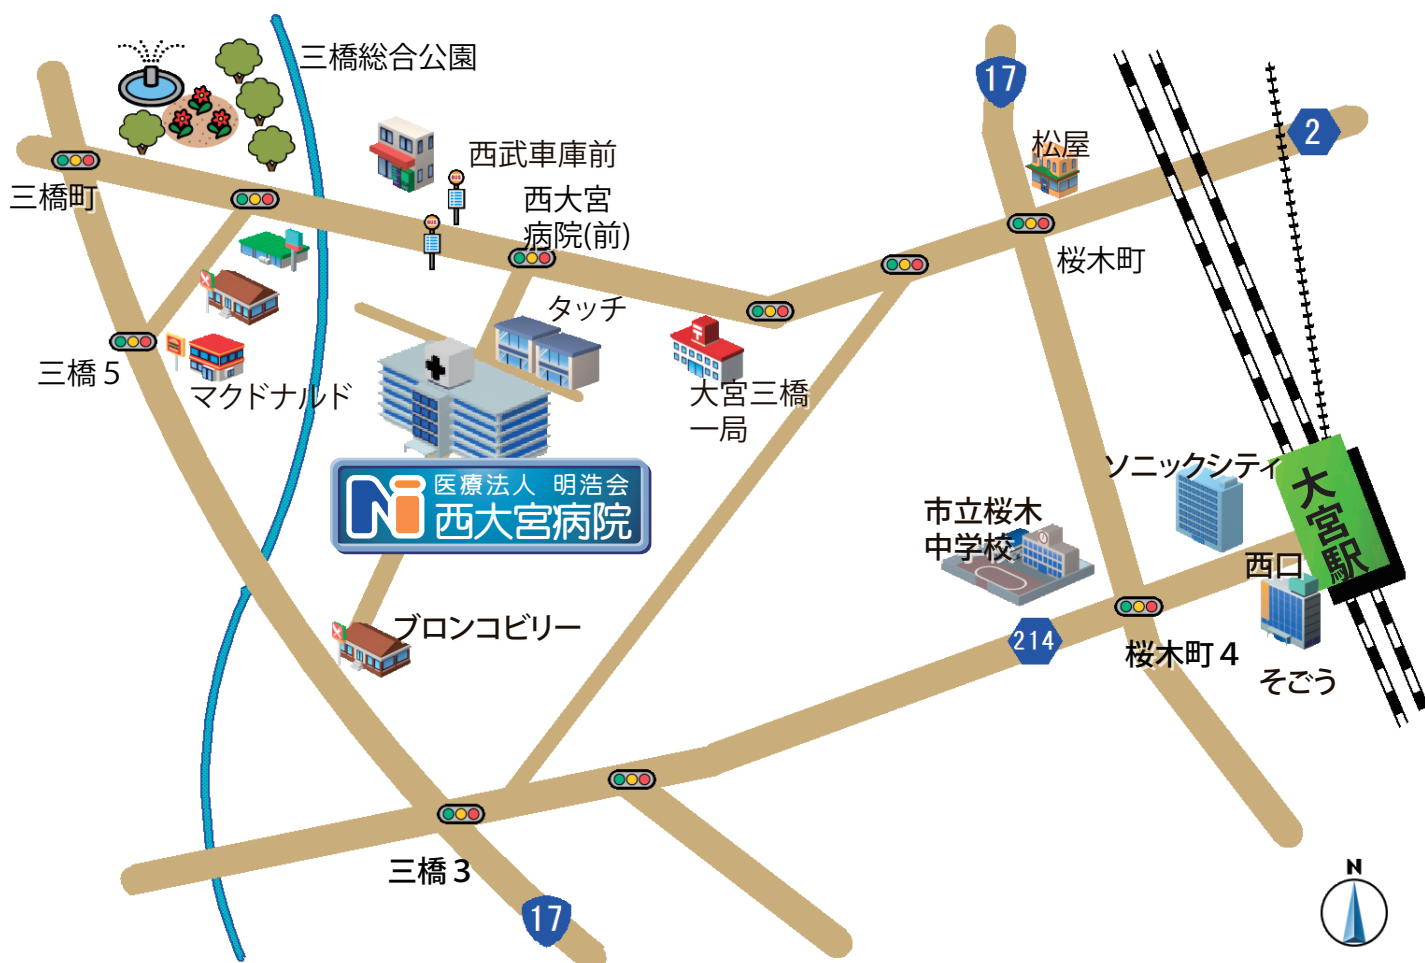 三橋総合公園
17
2
松屋
西武車庫前
三橋町
西大宮
病院(前)
桜木町
タッチ
三橋５
マクドナルド
大宮三橋
一局
ソニックシティ
大宮駅
医療法人 明浩会
西大宮病院
市立桜木
中学校
西口
ブロンコビリー
214
桜木町４
そごう
三橋３
17
N